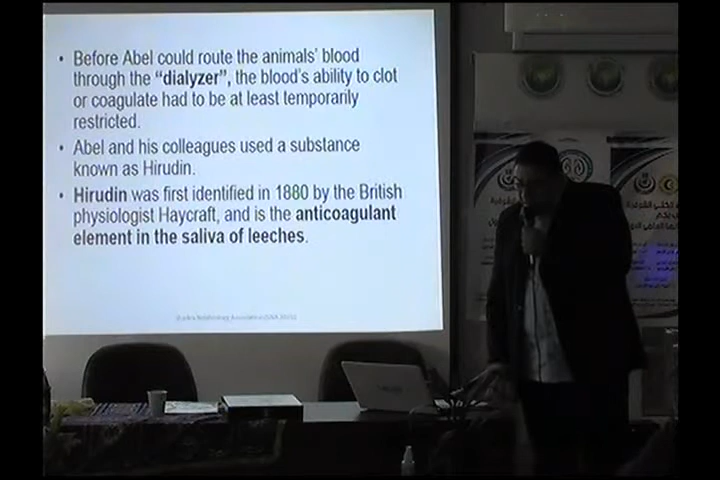 • Before Abel could route the animals' blood
through the “dialyzer”, the blood's ability to clot
or coagulate had to be at least temporarily
restricted.
• Abel and his colleagues used a substance
known as Hirudin.
• Hirudin was first identified in 1880 by the British
physiologist Haycraft, and is the anticoagulant
element in the saliva of leeches.